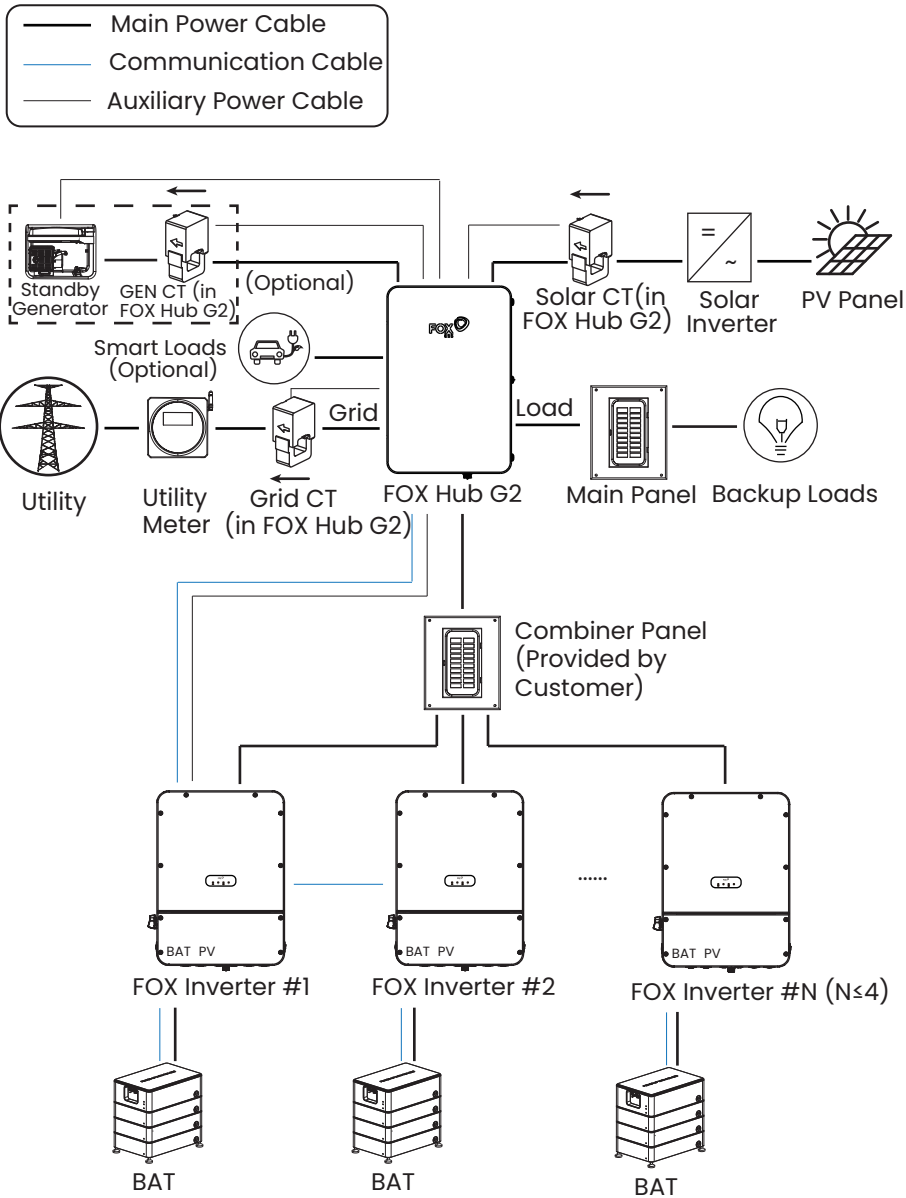 Main Power Cable
Communication Cable
Auxiliary Power Cable
Standby
Generator
GEN CT (in
FOX Hub G2)
(Optional)
Solar CT(in
FOX Hub G2)
Solar
Inverter
PV Panel
Smart Loads
(Optional)
FOX
Grid
Load
Utility
Utility
Meter
Grid CT
(in FOX Hub G2)
FOX Hub G2
Main Panel
Backup Loads
Combiner Panel
(Provided by
Customer)
......
BAT PV
BAT PV
BAT PV
FOX Inverter #1
FOX Inverter #2
FOX Inverter #N (N≤4)
BAT
BAT
BAT